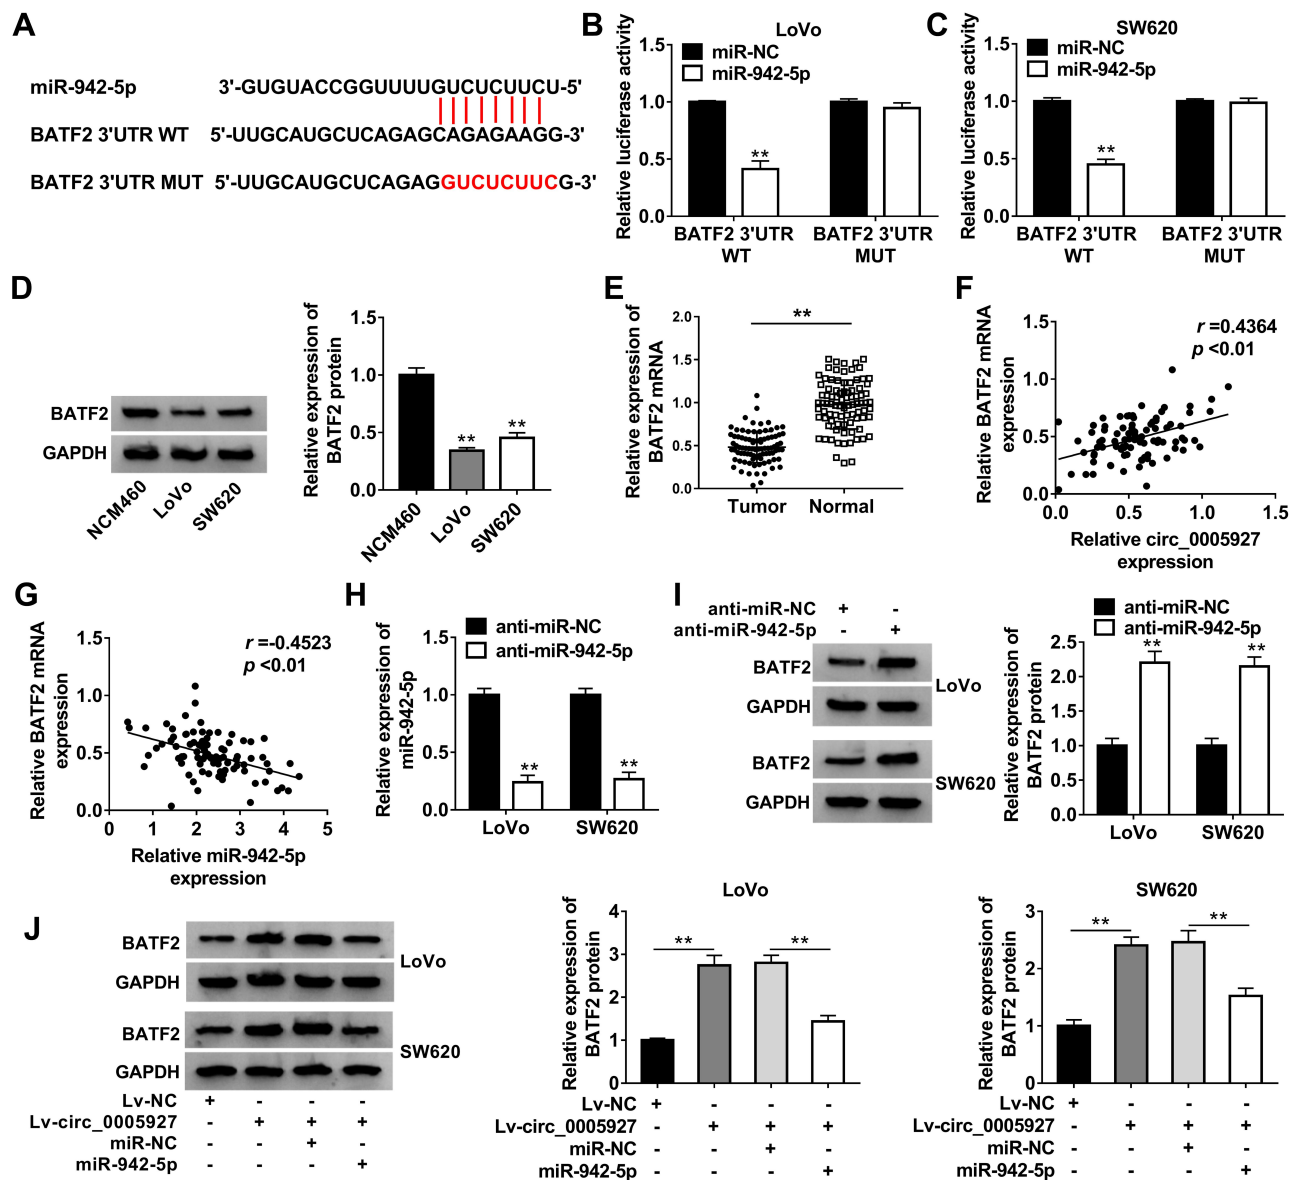 A
miR-942-5p 3'-GUGUACCGGUUUUGUCUCUUCU-5'
BATF2 3'UTR WT 5'-UUGCAUGCUCAGAGCAGAGAAGG-3'
BATF2 3'UTR MUT 5'-UUGCAUGCUCAGAGGUCUCUUCG-3'
B
LoVo
miR-NC
miR-942-5p
Relative luciferase activity
1.5
1.0
0.5
0.0
**
BATF2 3'UTR WT
BATF2 3'UTR MUT
C
SW620
miR-NC
miR-942-5p
Relative luciferase activity
1.5
1.0
0.5
0.0
**
BATF2 3'UTR WT
BATF2 3'UTR MUT
D
BATF2
GAPDH
NCM460
LoVo
SW620
Relative expression of
BATF2 protein
1.5
1.0
0.5
0.0
**
**
NCM460
LoVo
SW620
E
Relative expression of
BATF2 mRNA
2.0
1.5
1.0
0.5
0.0
**
Tumor Normal
F
Relative BATF2 mRNA
expression
1.5
1.0
0.5
0.0
r =0.4364
p <0.01
0.0 0.5 1.0 1.5
Relative circ_0005927
expression
G
Relative BATF2 mRNA
expression
1.5
1.0
0.5
0.0
r =-0.4523
p <0.01
0 1 2 3 4 5
Relative miR-942-5p
expression
H
anti-miR-NC
anti-miR-942-5p
Relative expression of
miR-942-5p
1.5
1.0
0.5
0.0
**
**
LoVo SW620
I
anti-miR-NC + -
anti-miR-942-5p - +
BATF2
GAPDH
LoVo
BATF2
GAPDH
SW620
anti-miR-NC
anti-miR-942-5p
Relative expression of
BATF2 protein
2.5
2.0
1.5
1.0
0.5
0.0
**
**
LoVo SW620
J
BATF2
GAPDH
LoVo
BATF2
GAPDH
SW620
Lv-NC + - - -
Lv-circ_0005927 - + + +
miR-NC - - + -
miR-942-5p - - - +
LoVo
Relative expression of
BATF2 protein
4
3
2
1
0
**
**
Lv-NC + - - -
Lv-circ_0005927 - + + +
miR-NC - - + -
miR-942-5p - - - +
SW620
Relative expression of
BATF2 protein
3
2
1
0
**
**
Lv-NC + - - -
Lv-circ_0005927 - + + +
miR-NC - - + -
miR-942-5p - - - +